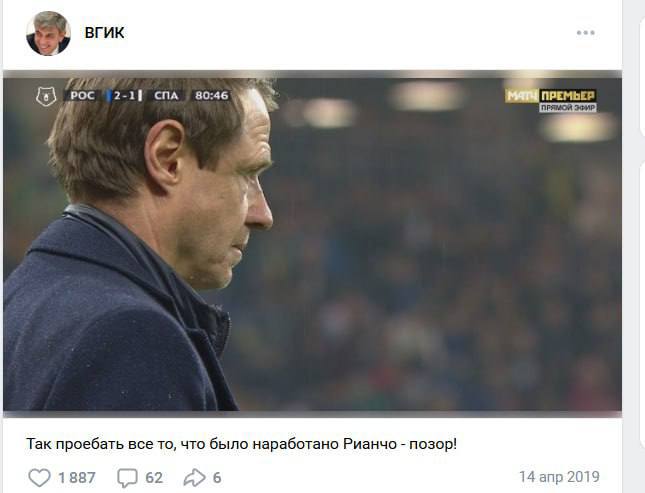 ВГИК
РОС 2-1 СПА 80:46
МАТЧ ПРЕМЬЕР
ПРЯМОЙ ЭФИР
Так проебать все то, что было наработано Рианчо - позор!
1 887 62 6 14 апр 2019